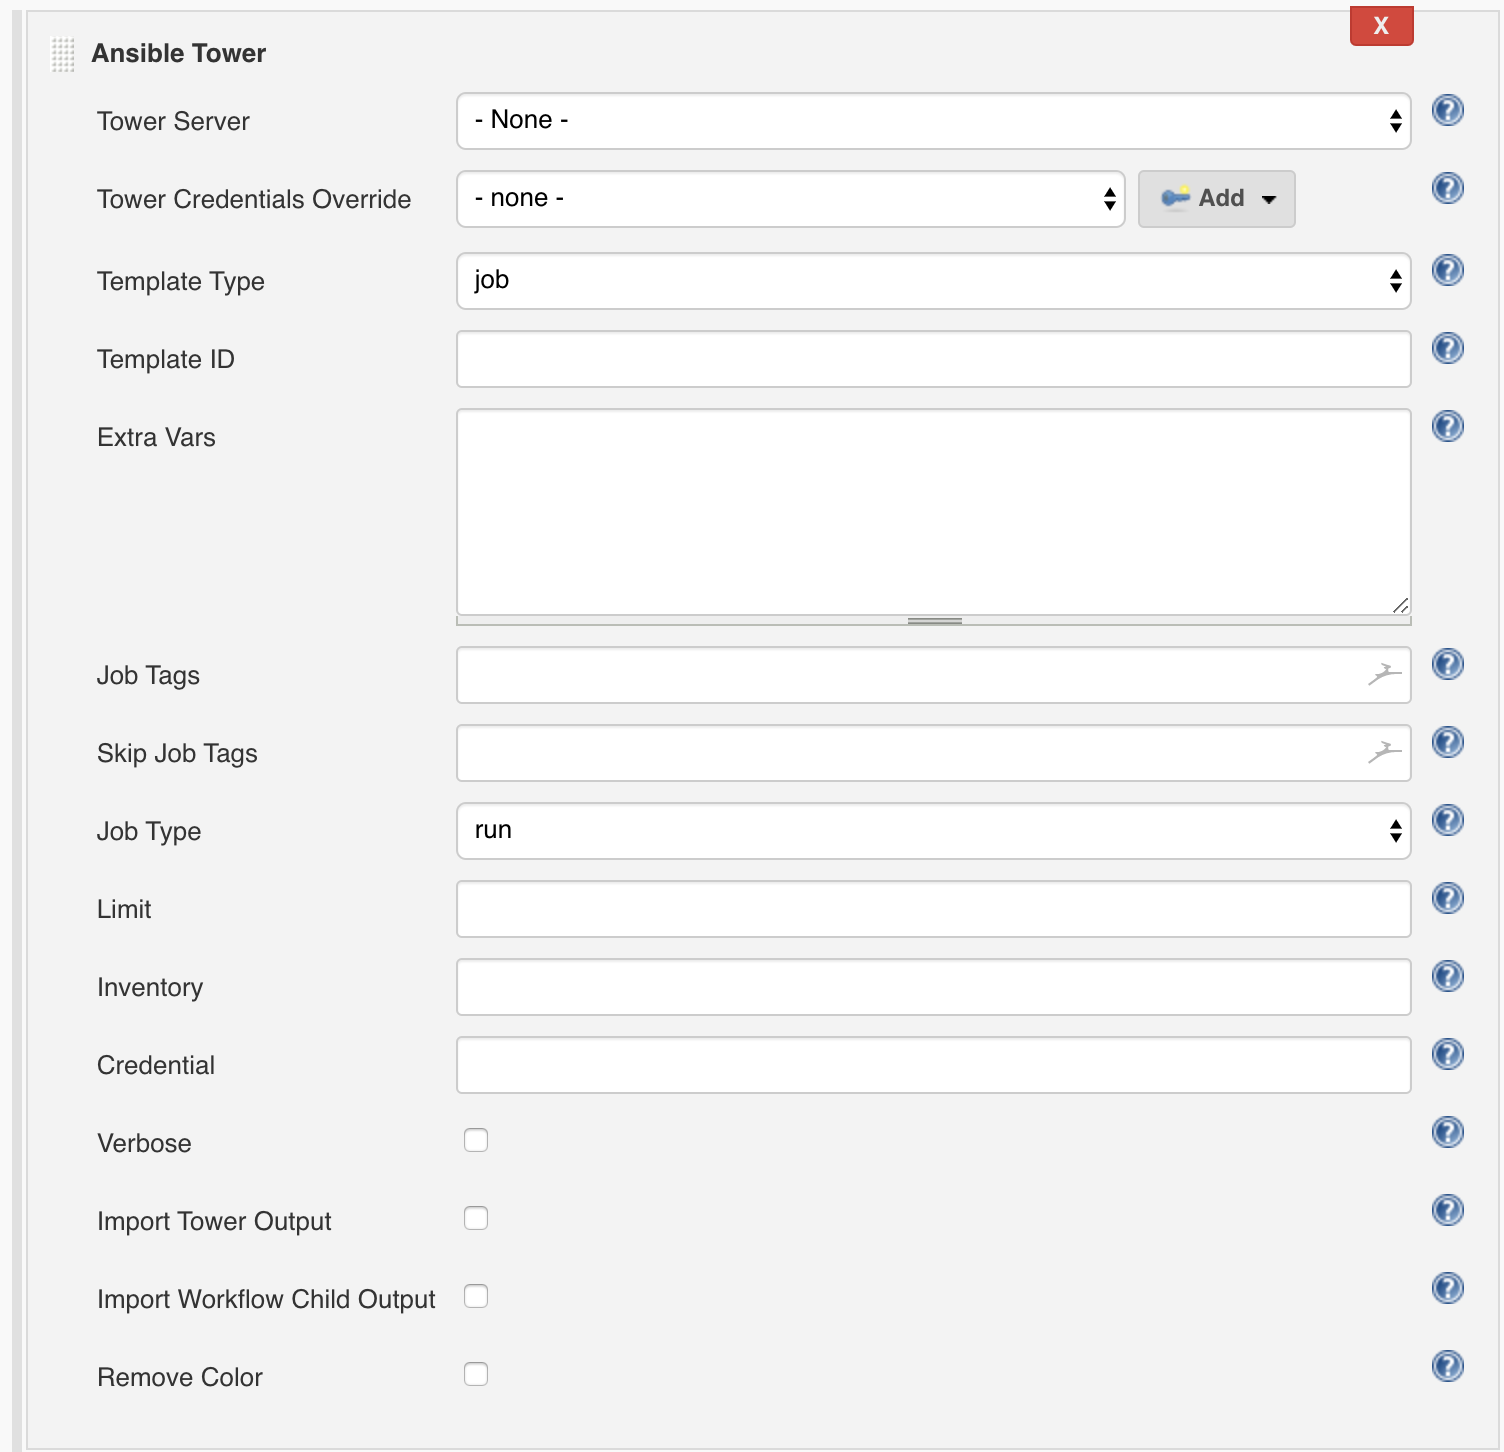 X
Ansible Tower
Tower Server - None -
Tower Credentials Override - none - Add
Template Type job
Template ID
Extra Vars
Job Tags
Skip Job Tags
Job Type run
Limit
Inventory
Credential
Verbose
Import Tower Output
Import Workflow Child Output
Remove Color